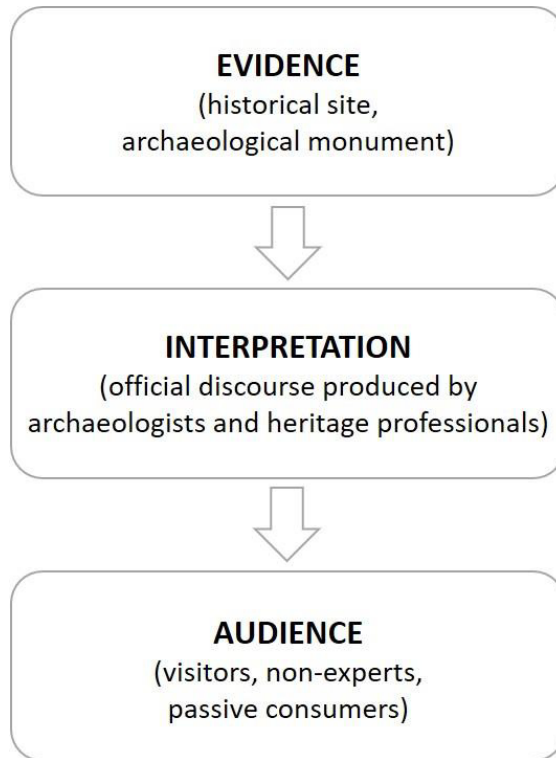 EVIDENCE
(historical site,
archaeological monument)
INTERPRETATION
(official discourse produced by
archaeologists and heritage professionals)
AUDIENCE
(visitors, non-experts,
passive consumers)